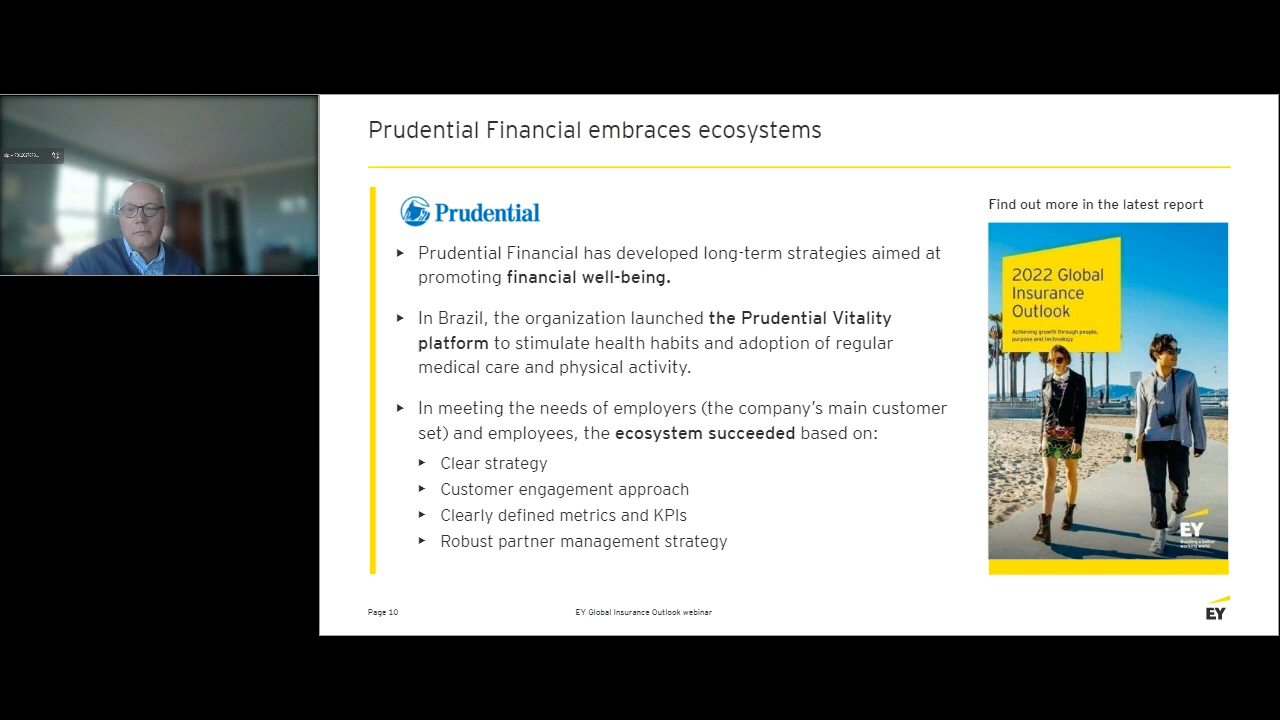 Prudential Financial embraces ecosystems
Prudential
Prudential Financial has developed long-term strategies aimed at
promoting financial well-being.
In Brazil, the organization launched the Prudential Vitality
platform to stimulate health habits and adoption of regular
medical care and physical activity.
In meeting the needs of employers (the company's main customer
set) and employees, the ecosystem succeeded based on:
Clear strategy
Customer engagement approach
Clearly defined metrics and KPIs
Robust partner management strategy
Find out more in the latest report
2022 Global
Insurance
Outlook
Achieving growth through people,
purpose and technology
EY
Building a better
working world
Page 10
EY Global Insurance Outlook webinar
EY